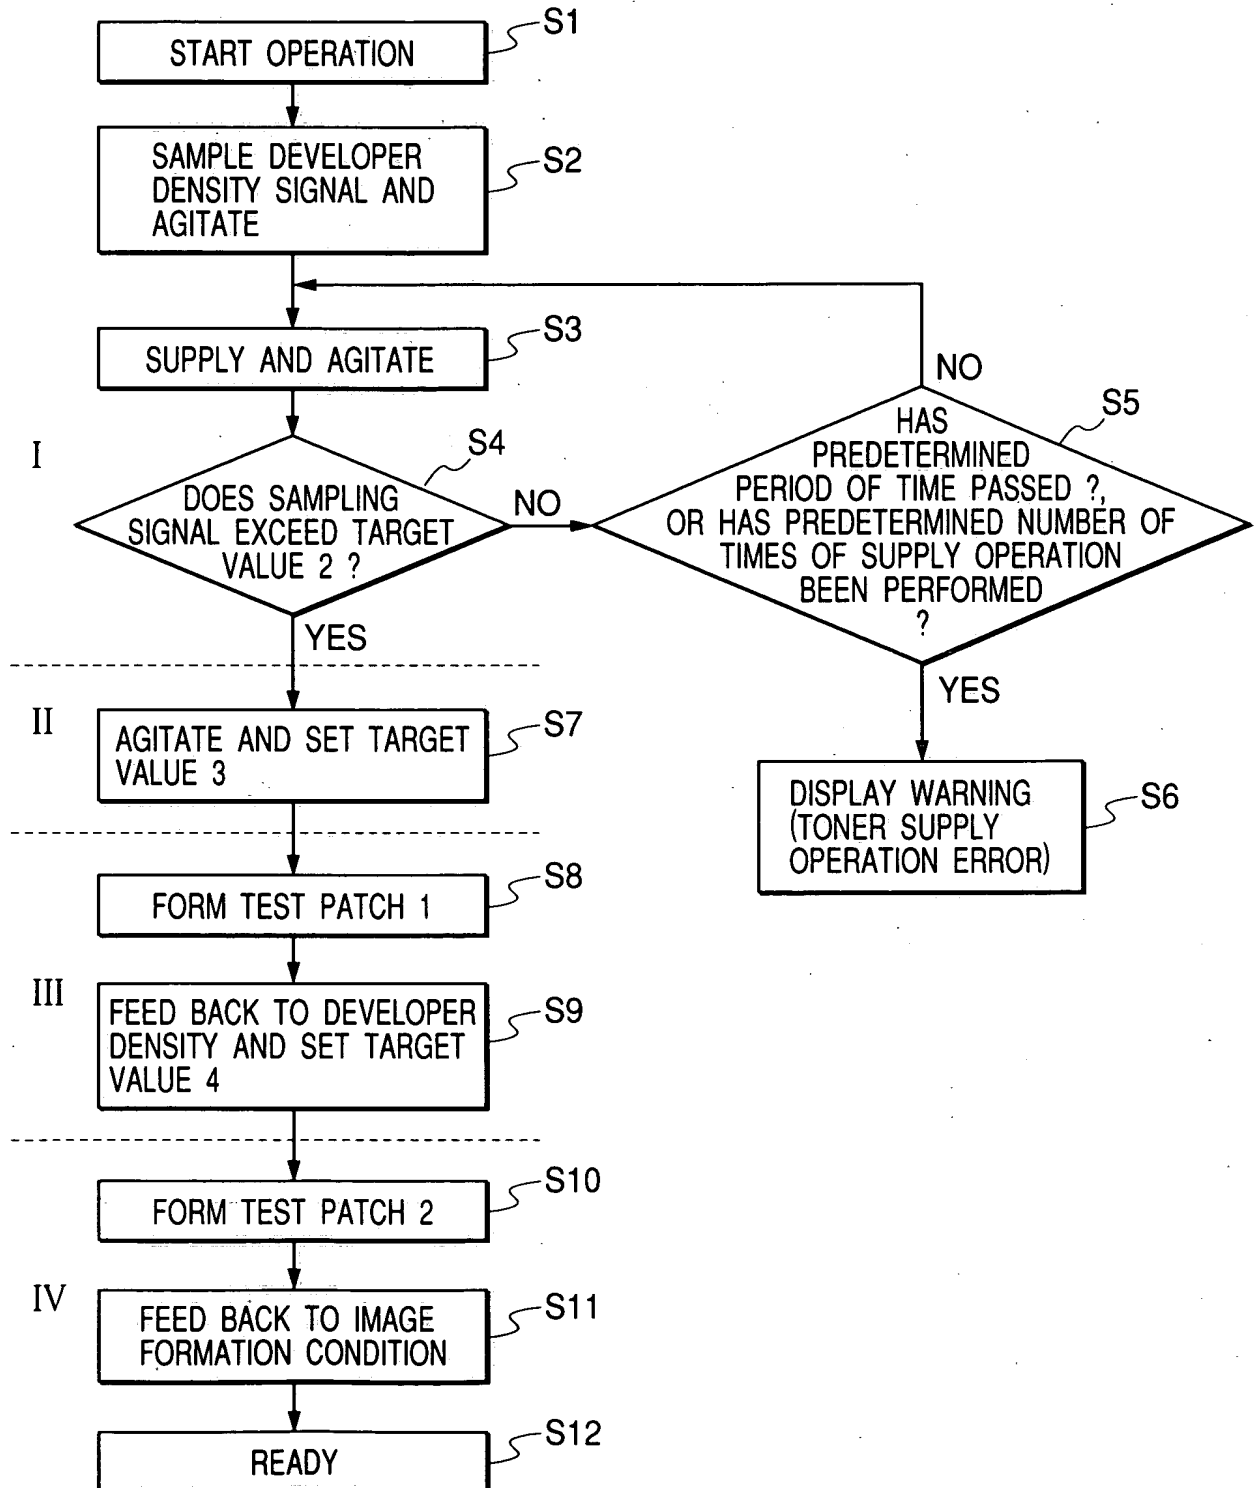 S1
START OPERATION
S2
SAMPLE DEVELOPER
DENSITY SIGNAL AND
AGITATE
S3
SUPPLY AND AGITATE
I
S4
DOES SAMPLING
SIGNAL EXCEED TARGET
VALUE 2 ?
NO
YES
NO
S5
HAS
PREDETERMINED
PERIOD OF TIME PASSED ?,
OR HAS PREDETERMINED NUMBER OF
TIMES OF SUPPLY OPERATION
BEEN PERFORMED
?
YES
S6
DISPLAY WARNING
(TONER SUPPLY
OPERATION ERROR)
II
S7
AGITATE AND SET TARGET
VALUE 3
S8
FORM TEST PATCH 1
III
S9
FEED BACK TO DEVELOPER
DENSITY AND SET TARGET
VALUE 4
S10
FORM TEST PATCH 2
IV
S11
FEED BACK TO IMAGE
FORMATION CONDITION
S12
READY